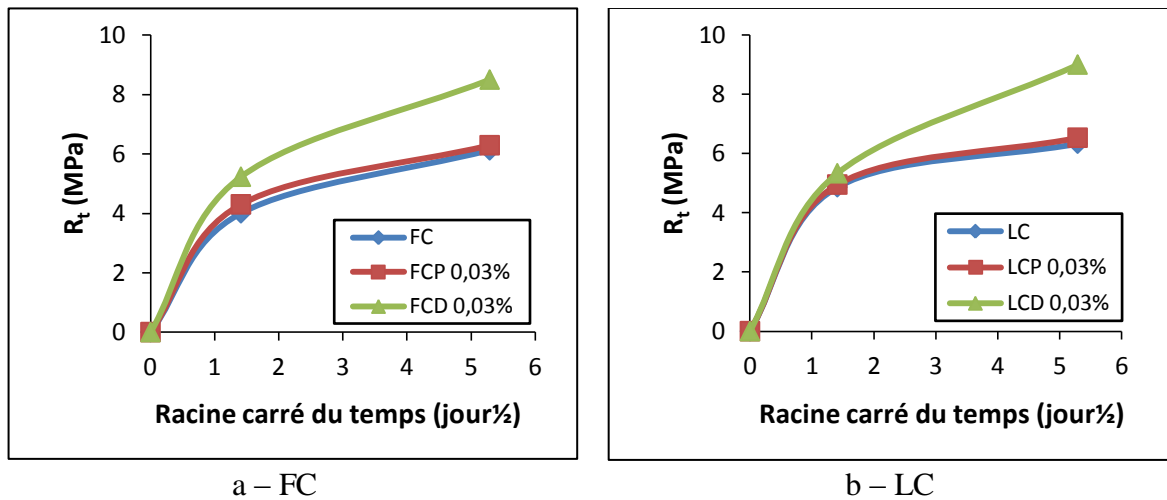 10
8
6
4
2
0
R_t (MPa)
FC
FCP 0,03%
FCD 0,03%
0 1 2 3 4 5 6
Racine carré du temps (jour½)
a – FC
10
8
6
4
2
0
R_t (MPa)
LC
LCP 0,03%
LCD 0,03%
0 1 2 3 4 5 6
Racine carré du temps (jour½)
b – LC